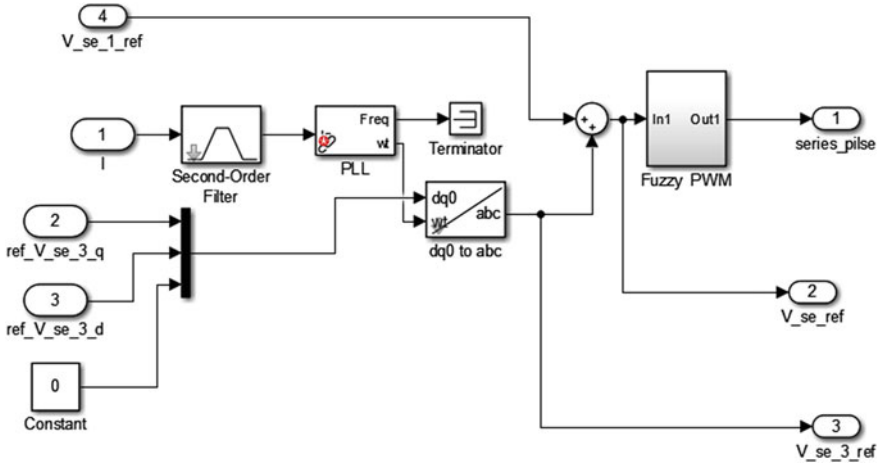 4
V_se_1_ref
1
I
Second-Order
Filter
Freq
wt
PLL
Terminator
+
+
In1 Out1
Fuzzy PWM
1
series_pilse
2
ref_V_se_3_q
dq0
wt
abc
dq0 to abc
3
ref_V_se_3_d
2
V_se_ref
0
Constant
3
V_se_3_ref